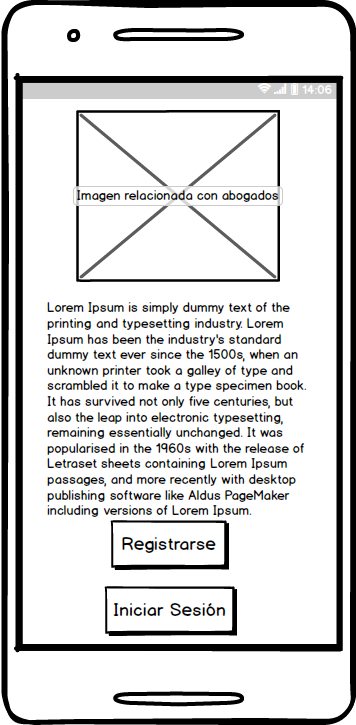 14:06
Imagen relacionada con abogados
Lorem Ipsum is simply dummy text of the
printing and typesetting industry. Lorem
Ipsum has been the industry's standard
dummy text ever since the 1500s, when an
unknown printer took a galley of type and
scrambled it to make a type specimen book.
It has survived not only five centuries, but
also the leap into electronic typesetting,
remaining essentially unchanged. It was
popularised in the 1960s with the release of
Letraset sheets containing Lorem Ipsum
passages, and more recently with desktop
publishing software like Aldus PageMaker
including versions of Lorem Ipsum.
Registrarse
Iniciar Sesión